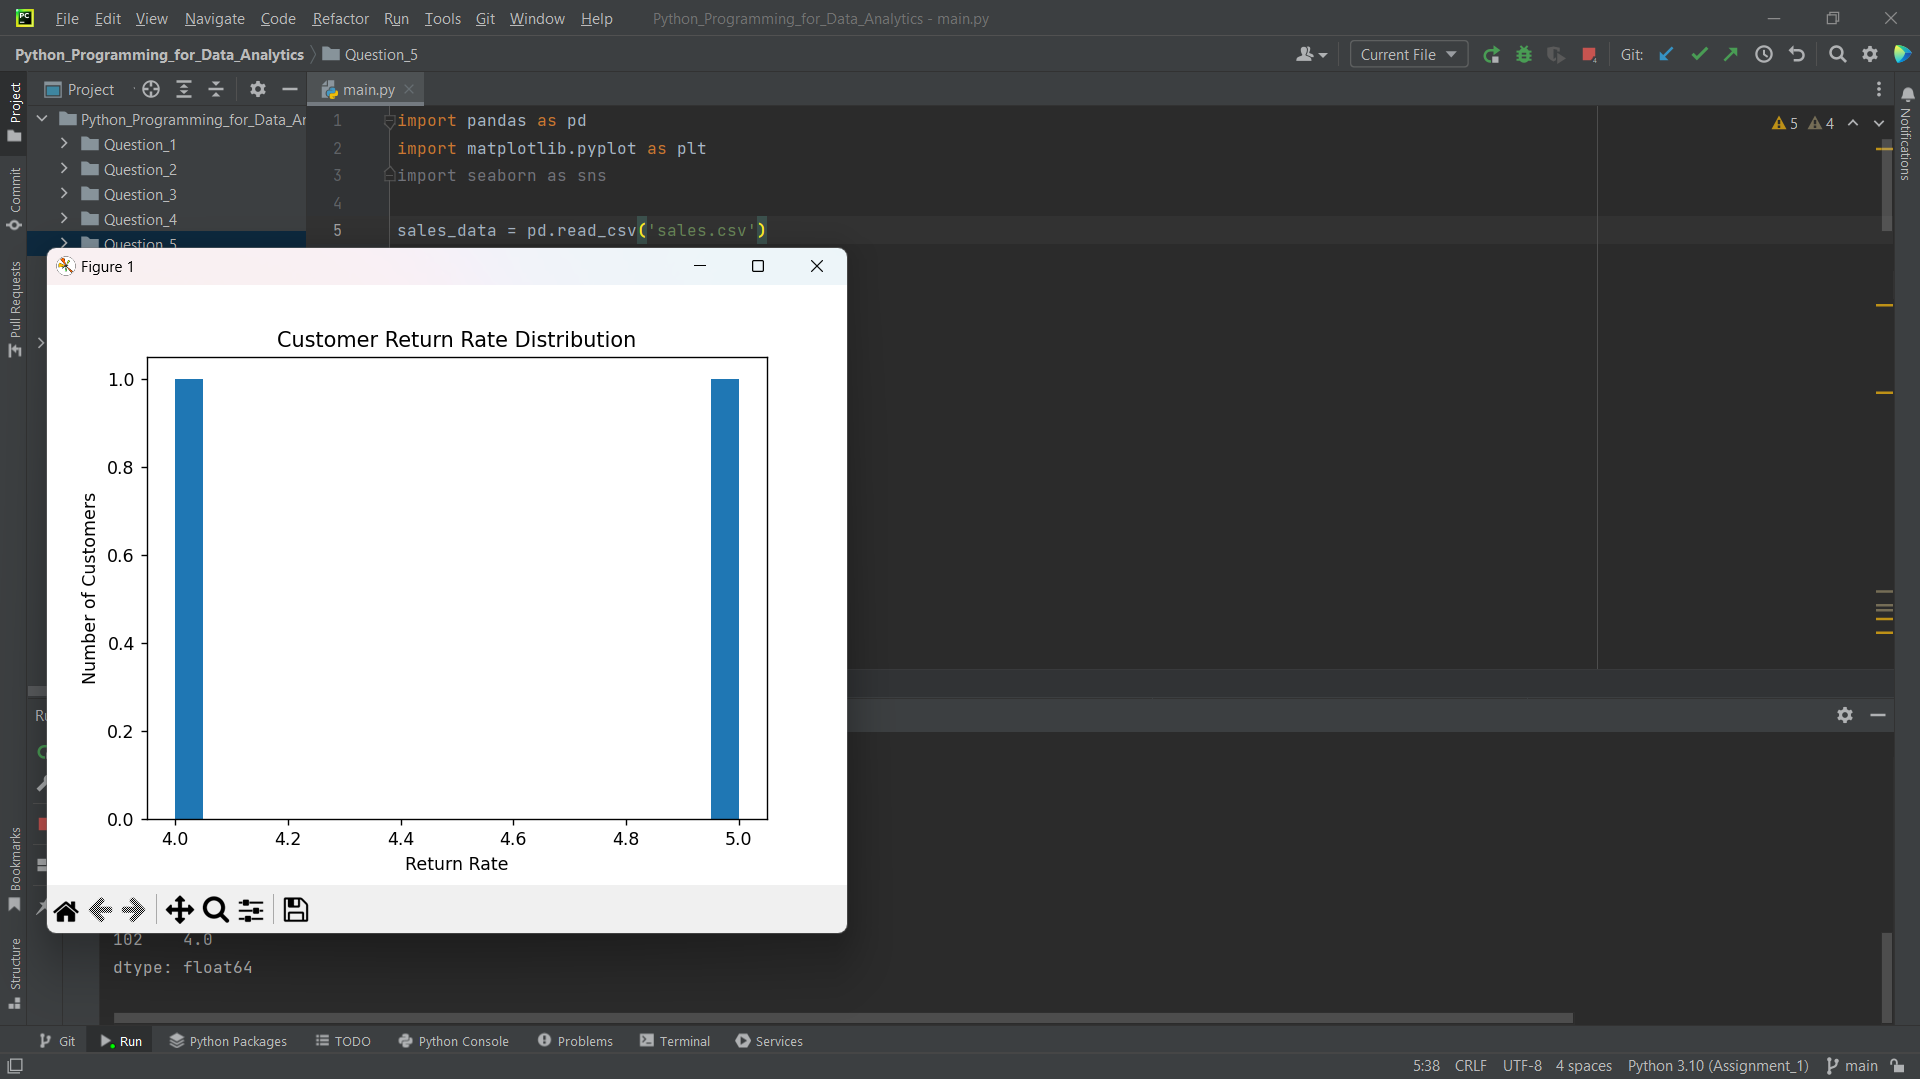 PC File Edit View Navigate Code Refactor Run Tools Git Window Help Python_Programming_for_Data_Analytics - main.py
Python_Programming_for_Data_Analytics Question_5 Current File Git:
Project main.py
Python_Programming_for_Data_Ar
Question_1
Question_2
Question_3
Question_4
Question_5
1 import pandas as pd
2 import matplotlib.pyplot as plt
3 import seaborn as sns
4
5 sales_data = pd.read_csv('sales.csv')
5 4
Project
Commit
Pull Requests
Bookmarks
Structure
Notifications
Figure 1
Customer Return Rate Distribution
Number of Customers
1.0
0.8
0.6
0.4
0.2
0.0
4.0 4.2 4.4 4.6 4.8 5.0
Return Rate
102 4.0
dtype: float64
Git Run Python Packages TODO Python Console Problems Terminal Services
5:38 CRLF UTF-8 4 spaces Python 3.10 (Assignment_1) main